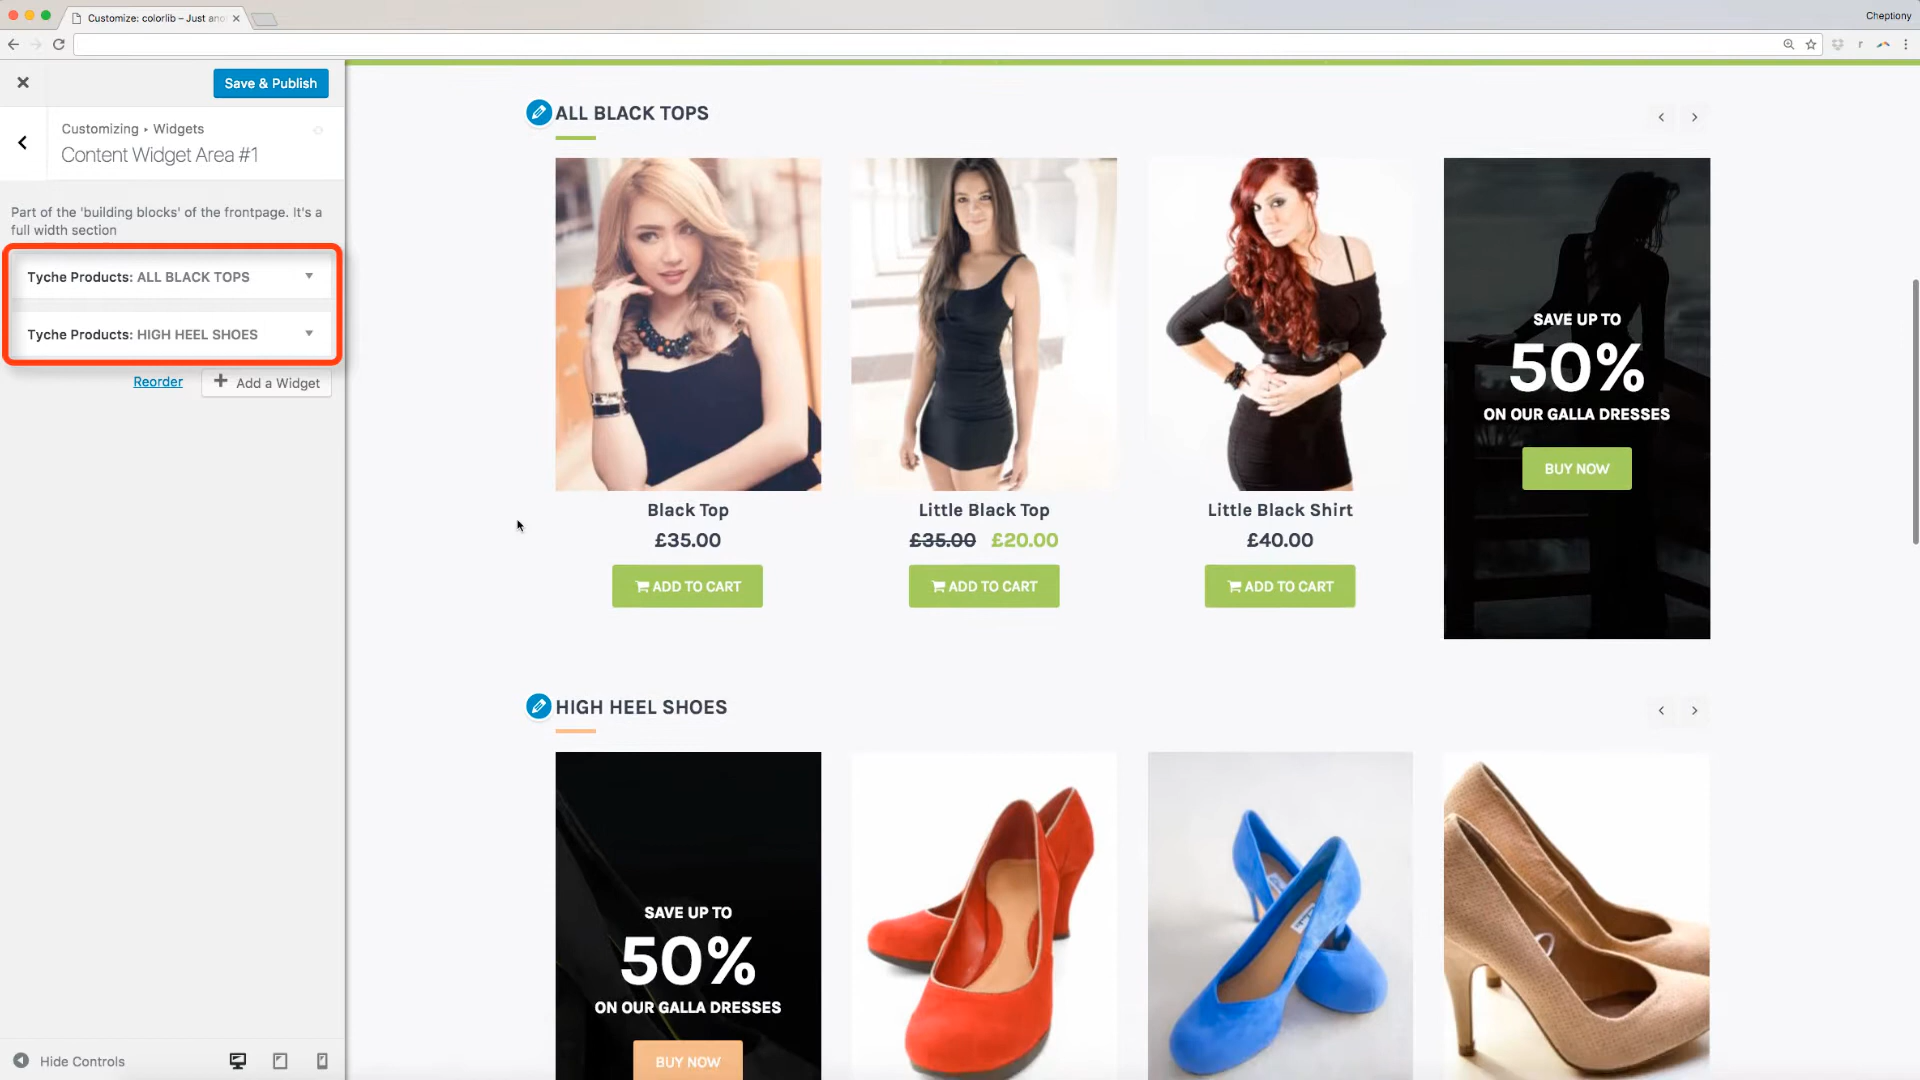 Customize: colorlib – Just ano
Cheptiony
Save & Publish
Customizing ▸ Widgets
Content Widget Area #1
Part of the 'building blocks' of the frontpage. It's a
full width section
Tyche Products: ALL BLACK TOPS
Tyche Products: HIGH HEEL SHOES
Reorder
Add a Widget
Hide Controls
ALL BLACK TOPS
Black Top
£35.00
ADD TO CART
Little Black Top
£35.00 £20.00
ADD TO CART
Little Black Shirt
£40.00
ADD TO CART
SAVE UP TO
50%
ON OUR GALLA DRESSES
BUY NOW
HIGH HEEL SHOES
SAVE UP TO
50%
ON OUR GALLA DRESSES
BUY NOW